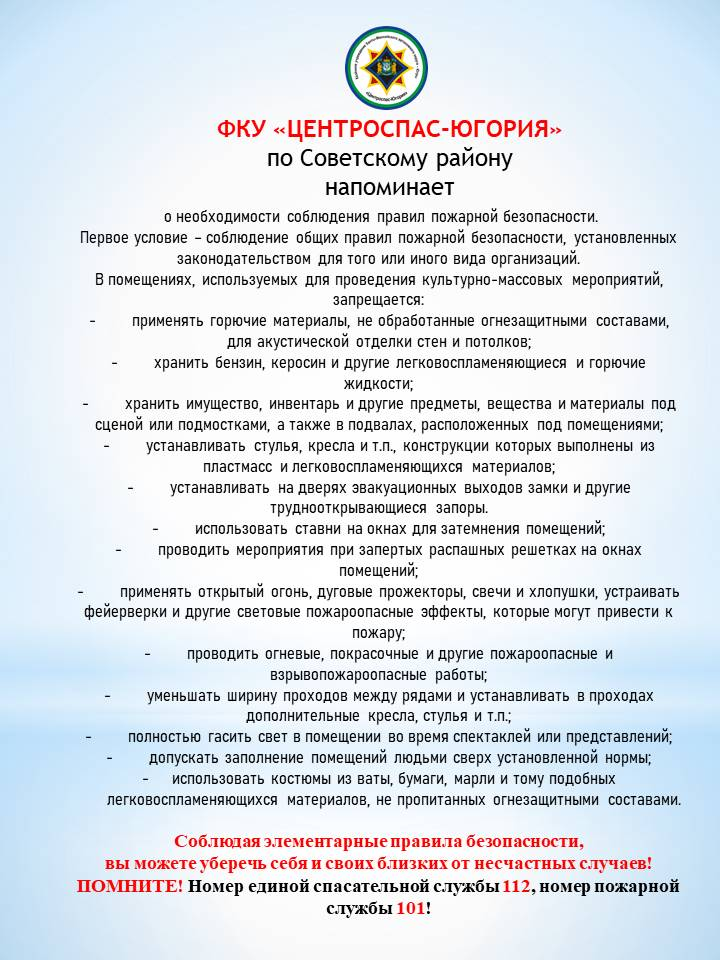 «Центроспас-Югория»
ФКУ «ЦЕНТРОСПАС-ЮГОРИЯ»
по Советскому району
напоминает
о необходимости соблюдения правил пожарной безопасности.
Первое условие – соблюдение общих правил пожарной безопасности, установленных
законодательством для того или иного вида организаций.
В помещениях, используемых для проведения культурно-массовых мероприятий,
запрещается:
- применять горючие материалы, не обработанные огнезащитными составами,
для акустической отделки стен и потолков;
- хранить бензин, керосин и другие легковоспламеняющиеся и горючие
жидкости;
- хранить имущество, инвентарь и другие предметы, вещества и материалы под
сценой или подмостками, а также в подвалах, расположенных под помещениями;
- устанавливать стулья, кресла и т.п., конструкции которых выполнены из
пластмасс и легковоспламеняющихся материалов;
- устанавливать на дверях эвакуационных выходов замки и другие
труднооткрывающиеся запоры.
- использовать ставни на окнах для затемнения помещений;
- проводить мероприятия при запертых распашных решетках на окнах
помещений;
- применять открытый огонь, дуговые прожекторы, свечи и хлопушки, устраивать
фейерверки и другие световые пожароопасные эффекты, которые могут привести к
пожару;
- проводить огневые, покрасочные и другие пожароопасные и
взрывопожароопасные работы;
- уменьшать ширину проходов между рядами и устанавливать в проходах
дополнительные кресла, стулья и т.п.;
- полностью гасить свет в помещении во время спектаклей или представлений;
- допускать заполнение помещений людьми сверх установленной нормы;
- использовать костюмы из ваты, бумаги, марли и тому подобных
легковоспламеняющихся материалов, не пропитанных огнезащитными составами.
Соблюдая элементарные правила безопасности,
вы можете уберечь себя и своих близких от несчастных случаев!
ПОМНИТЕ! Номер единой спасательной службы 112, номер пожарной
службы 101!